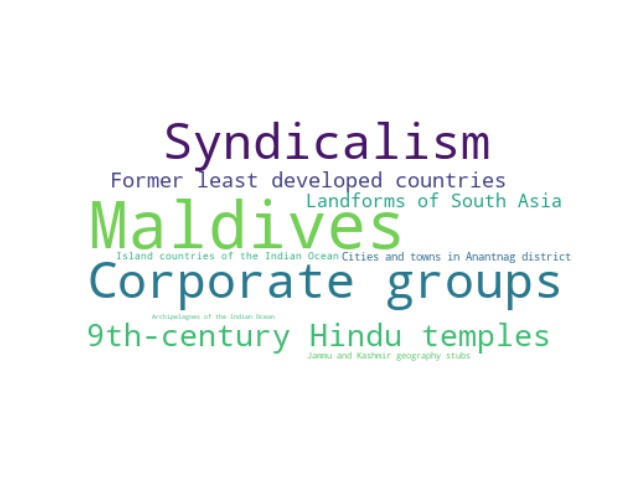 Syndicalism
Former least developed countries
Landforms of South Asia
Maldives
Island countries of the Indian Ocean
Cities and towns in Anantnag district
Corporate groups
Archipelagoes of the Indian Ocean
9th-century Hindu temples
Jammu and Kashmir geography stubs